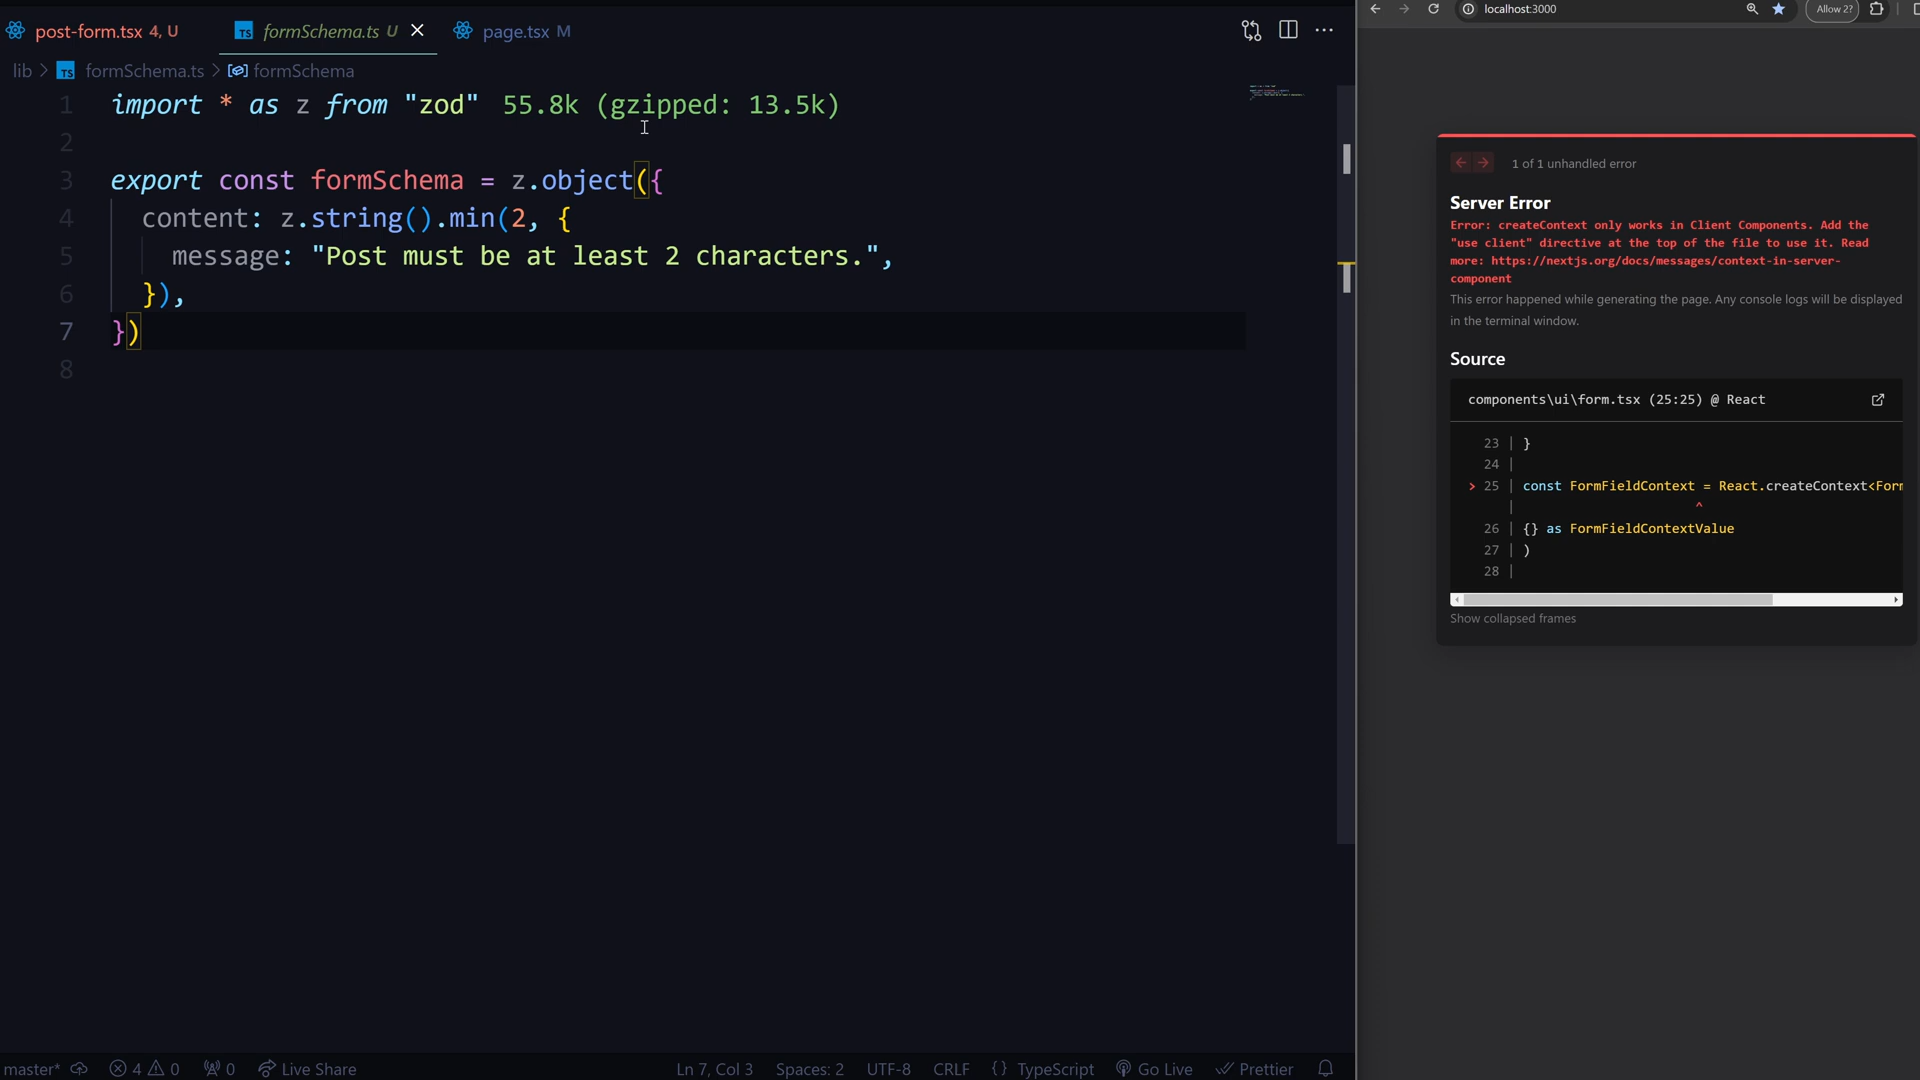 post-form.tsx 4, U
formSchema.ts U
page.tsx M
lib > formSchema.ts > formSchema
1 import * as z from "zod" 55.8k (gzipped: 13.5k)
2
3 export const formSchema = z.object({
4 content: z.string().min(2, {
5 message: "Post must be at least 2 characters.",
6 }),
7 })
8
master* 4 0 0 Live Share
Ln 7, Col 3 Spaces: 2 UTF-8 CRLF {} TypeScript Go Live Prettier
localhost:3000
Allow 2?
1 of 1 unhandled error
Server Error
Error: createContext only works in Client Components. Add the
"use client" directive at the top of the file to use it. Read
more: https://nextjs.org/docs/messages/context-in-server-
component
This error happened while generating the page. Any console logs will be displayed
in the terminal window.
Source
components\ui\form.tsx (25:25) @ React
23 | }
24 |
> 25 | const FormFieldContext = React.createContext<Form
| ^
26 | {} as FormFieldContextValue
27 | )
28 |
Show collapsed frames